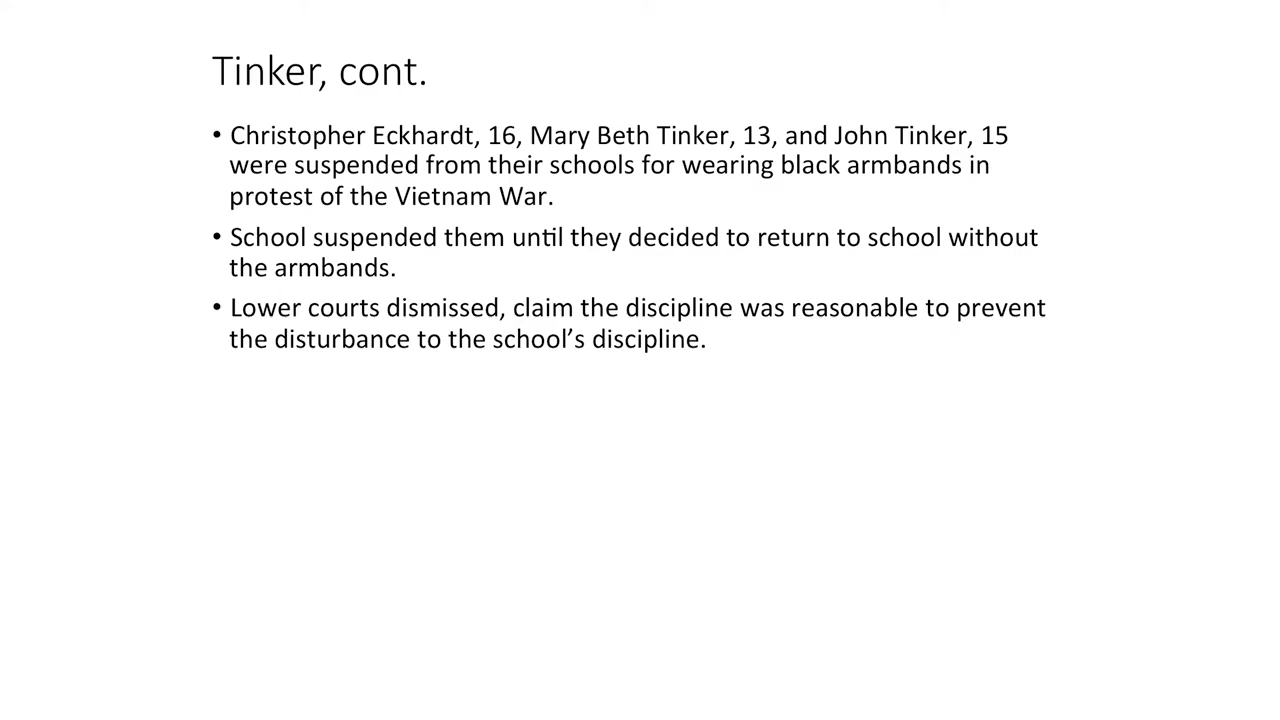 Tinker, cont.
• Christopher Eckhardt, 16, Mary Beth Tinker, 13, and John Tinker, 15
were suspended from their schools for wearing black armbands in
protest of the Vietnam War.
• School suspended them until they decided to return to school without
the armbands.
• Lower courts dismissed, claim the discipline was reasonable to prevent
the disturbance to the school’s discipline.